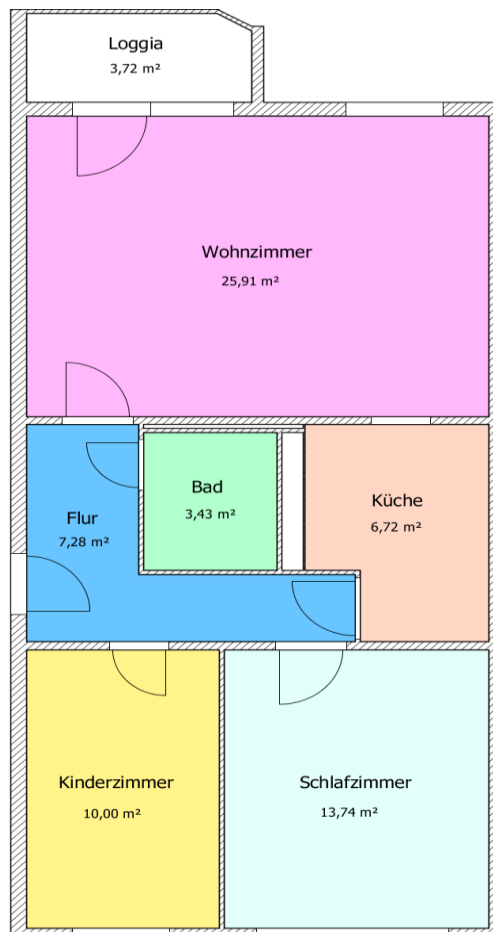 Loggia
3,72 m²
Wohnzimmer
25,91 m²
Bad
3,43 m²
Küche
6,72 m²
Flur
7,28 m²
Kinderzimmer
10,00 m²
Schlafzimmer
13,74 m²